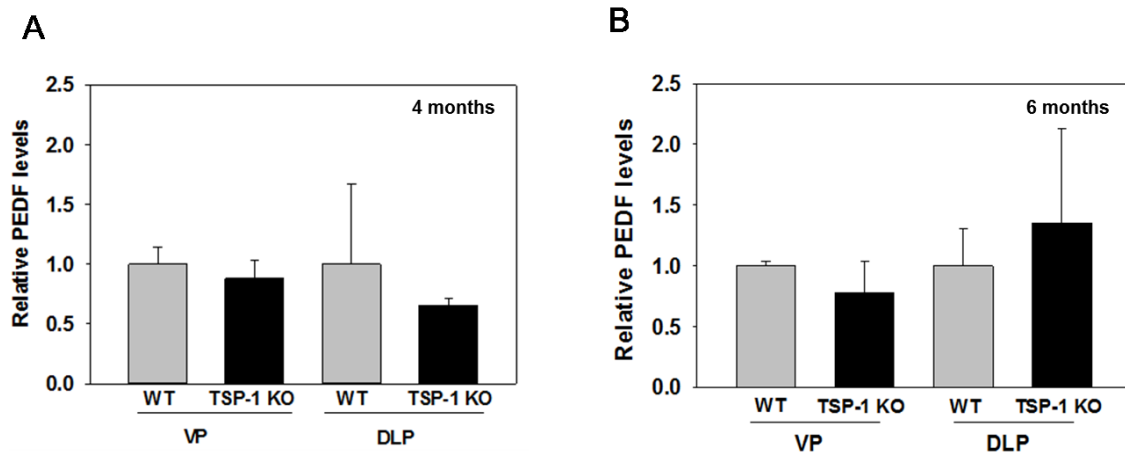 A
Relative PEDF levels
2.5
2.0
1.5
1.0
0.5
0.0
4 months
WT TSP-1 KO WT TSP-1 KO
VP DLP
B
Relative PEDF levels
2.5
2.0
1.5
1.0
0.5
0.0
6 months
WT TSP-1 KO WT TSP-1 KO
VP DLP